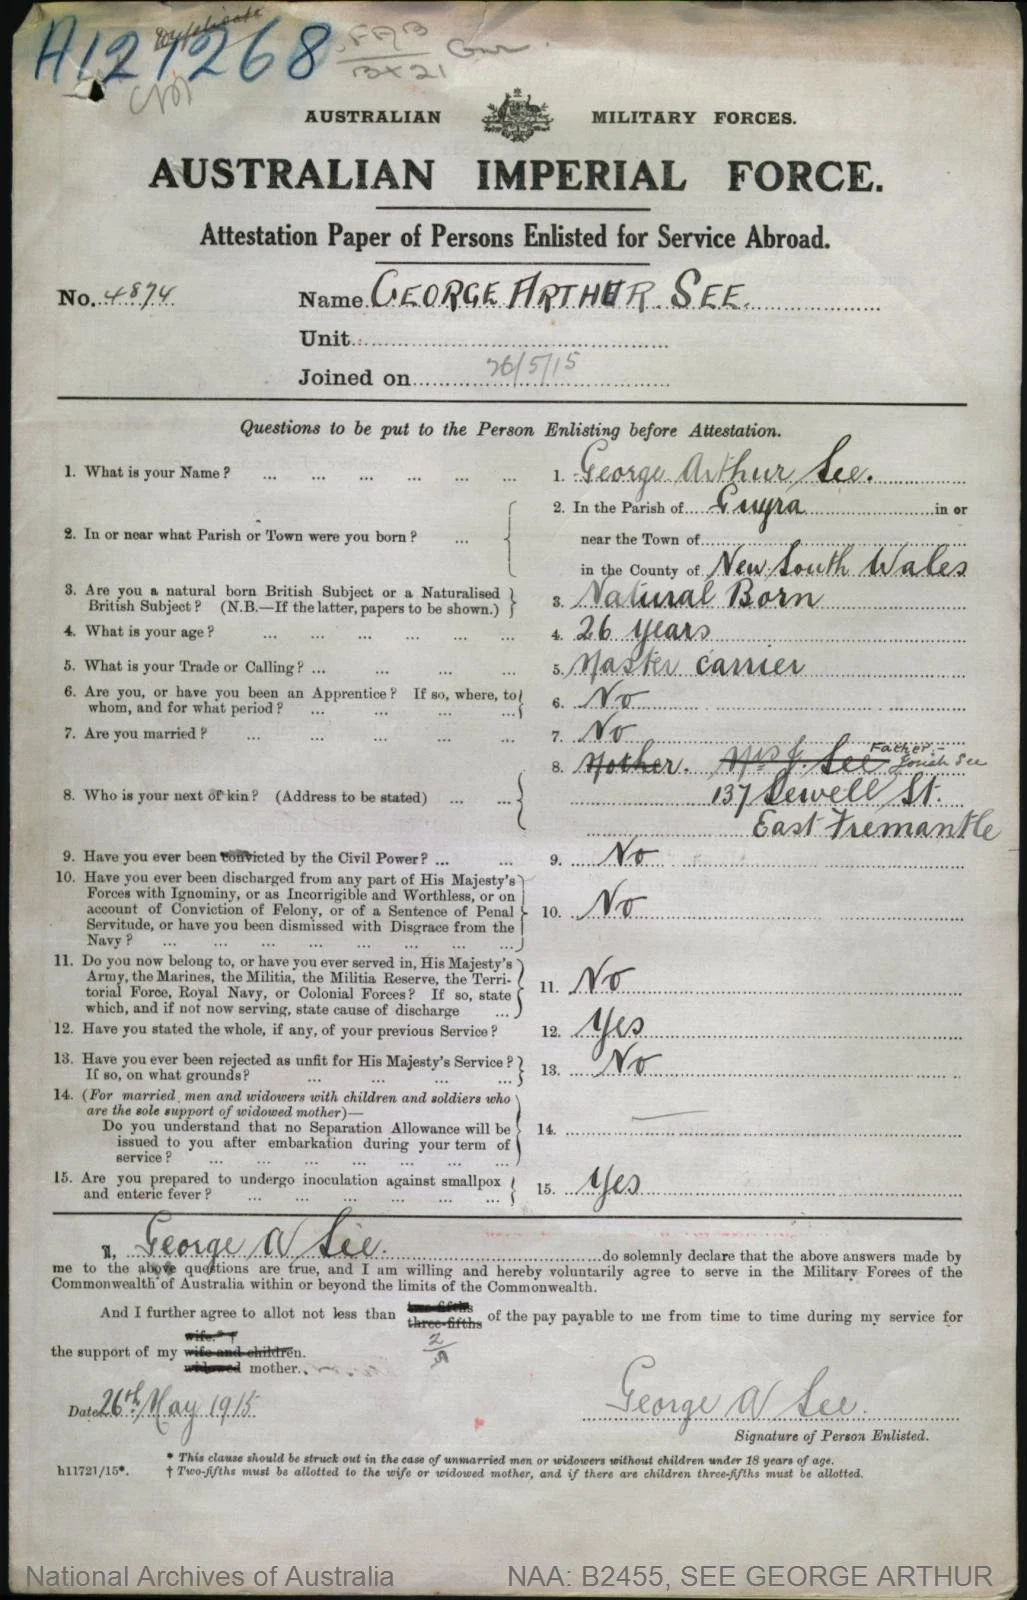 Duplicate
A121268
FAB
BX21
AUSTRALIAN MILITARY FORCES.
AUSTRALIAN IMPERIAL FORCE.
Attestation Paper of Persons Enlisted for Service Abroad.
No. 4874 Name GEORGE ARTHUR SEE.
Unit
Joined on 26/5/15
Questions to be put to the Person Enlisting before Attestation.
1. What is your Name? ... ... ... ... ... ... 1. George Arthur See.
2. In the Parish of Guyra in or
2. In or near what Parish or Town were you born? ... near the Town of
in the County of New South Wales
3. Are you a natural born British Subject or a Naturalised
British Subject? (N.B.—If the latter, papers to be shown.) 3. Natural Born
4. What is your age? ... ... ... ... ... ... 4. 26 years
5. What is your Trade or Calling? ... ... ... ... 5. Master Carrier
6. Are you, or have you been an Apprentice? If so, where, to
whom, and for what period? ... ... ... ... 6. No
7. Are you married? ... ... ... ... ... 7. No
8. Mother. Mrs J. See Father:- Josiah See
8. Who is your next of kin? (Address to be stated) ... ... 137 Sewell St.
East Fremantle
9. Have you ever been convicted by the Civil Power? ... ... 9. No
10. Have you ever been discharged from any part of His Majesty's
Forces with Ignominy, or as Incorrigible and Worthless, or on
account of Conviction of Felony, or of a Sentence of Penal 10. No
Servitude, or have you been dismissed with Disgrace from the
Navy? ... ... ... ... ... ... ... ...
11. Do you now belong to, or have you ever served in, His Majesty's
Army, the Marines, the Militia, the Militia Reserve, the Terri-
torial Force, Royal Navy, or Colonial Forces? If so, state 11. No
which, and if not now serving, state cause of discharge ...
12. Have you stated the whole, if any, of your previous Service? 12. Yes
13. Have you ever been rejected as unfit for His Majesty's Service?
If so, on what grounds? ... ... ... ... 13. No
14. (For married men and widowers with children and soldiers who
are the sole support of widowed mother)—
Do you understand that no Separation Allowance will be 14. —
issued to you after embarkation during your term of
service? ... ... ... ... ... ... ...
15. Are you prepared to undergo inoculation against smallpox
and enteric fever? ... ... ... ... ... ... 15. Yes
I, George A See. do solemnly declare that the above answers made by
me to the above questions are true, and I am willing and hereby voluntarily agree to serve in the Military Forces of the
Commonwealth of Australia within or beyond the limits of the Commonwealth.
And I further agree to allot not less than two-fifths three-fifths of the pay payable to me from time to time during my service for
2/5
wife.* †
the support of my wife and children.
widowed mother.
Date 26th May 1915 George A See.
Signature of Person Enlisted.
* This clause should be struck out in the case of unmarried men or widowers without children under 18 years of age.
h11721/15*. † Two-fifths must be allotted to the wife or widowed mother, and if there are children three-fifths must be allotted.
National Archives of Australia NAA: B2455, SEE GEORGE ARTHUR